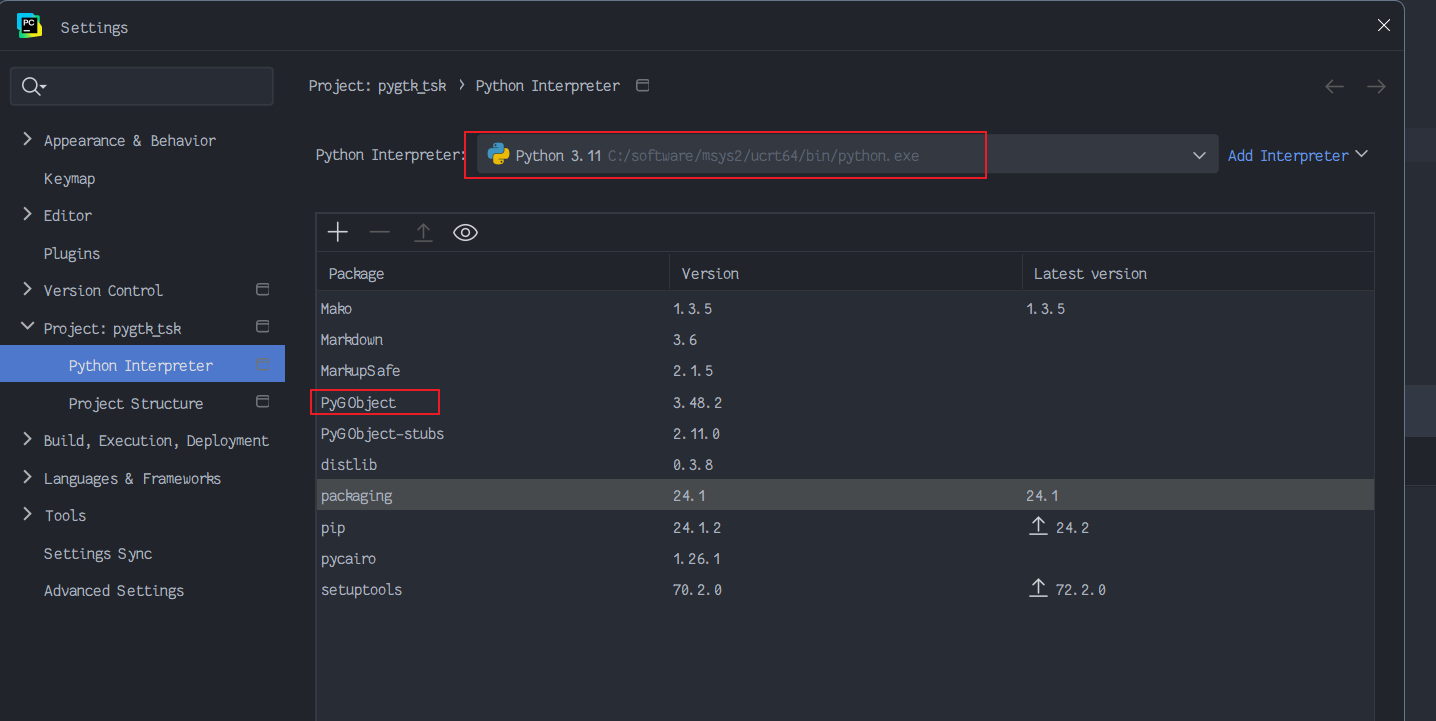 PC
Settings
Project: pygtk_tsk › Python Interpreter
Appearance & Behavior
Keymap
Editor
Plugins
Version Control
Project: pygtk_tsk
Python Interpreter
Project Structure
Build, Execution, Deployment
Languages & Frameworks
Tools
Settings Sync
Advanced Settings
Python Interpreter: Python 3.11 C:/software/msys2/ucrt64/bin/python.exe Add Interpreter
Package Version Latest version
Mako 1.3.5 1.3.5
Markdown 3.6
MarkupSafe 2.1.5
PyGObject 3.48.2
PyGObject-stubs 2.11.0
distlib 0.3.8
packaging 24.1 24.1
pip 24.1.2 24.2
pycairo 1.26.1
setuptools 70.2.0 72.2.0